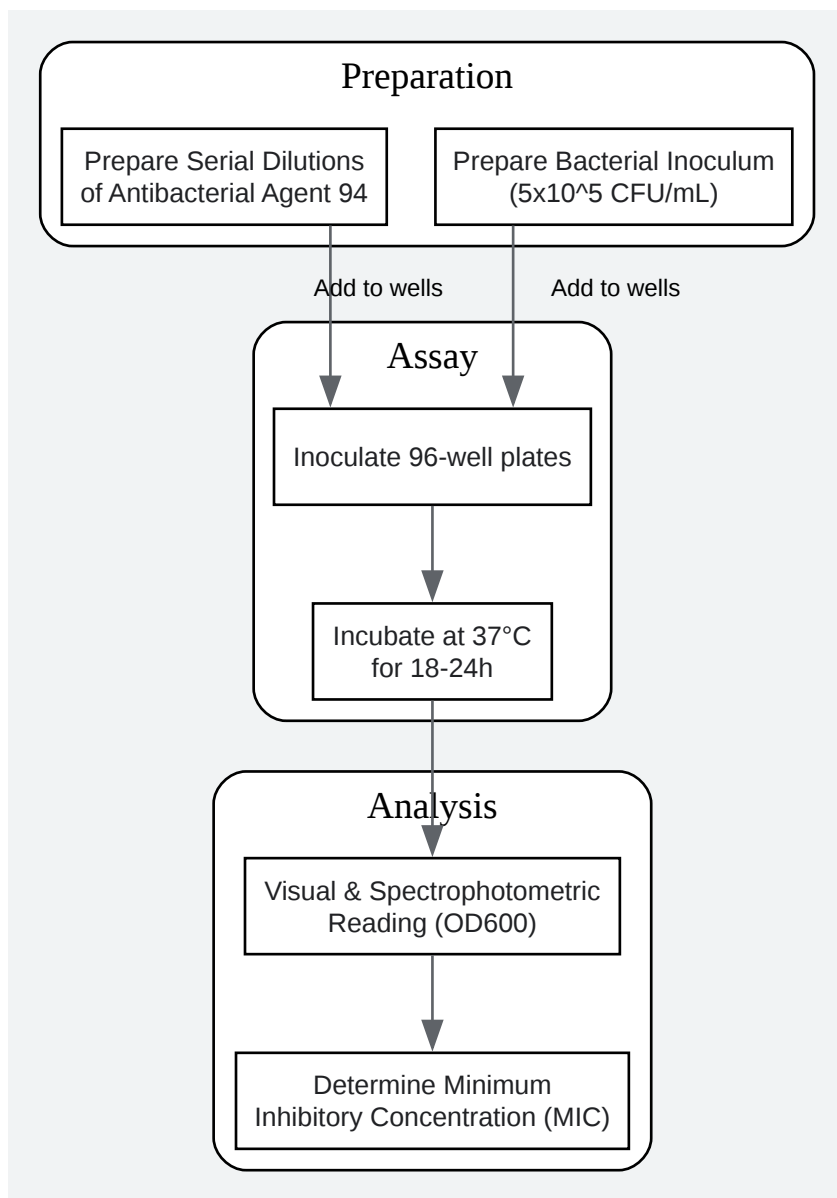 Preparation
Prepare Serial Dilutions
of Antibacterial Agent 94
Prepare Bacterial Inoculum
(5x10^5 CFU/mL)
Add to wells
Add to wells
Assay
Inoculate 96-well plates
Incubate at 37°C
for 18-24h
Analysis
Visual & Spectrophotometric
Reading (OD600)
Determine Minimum
Inhibitory Concentration (MIC)